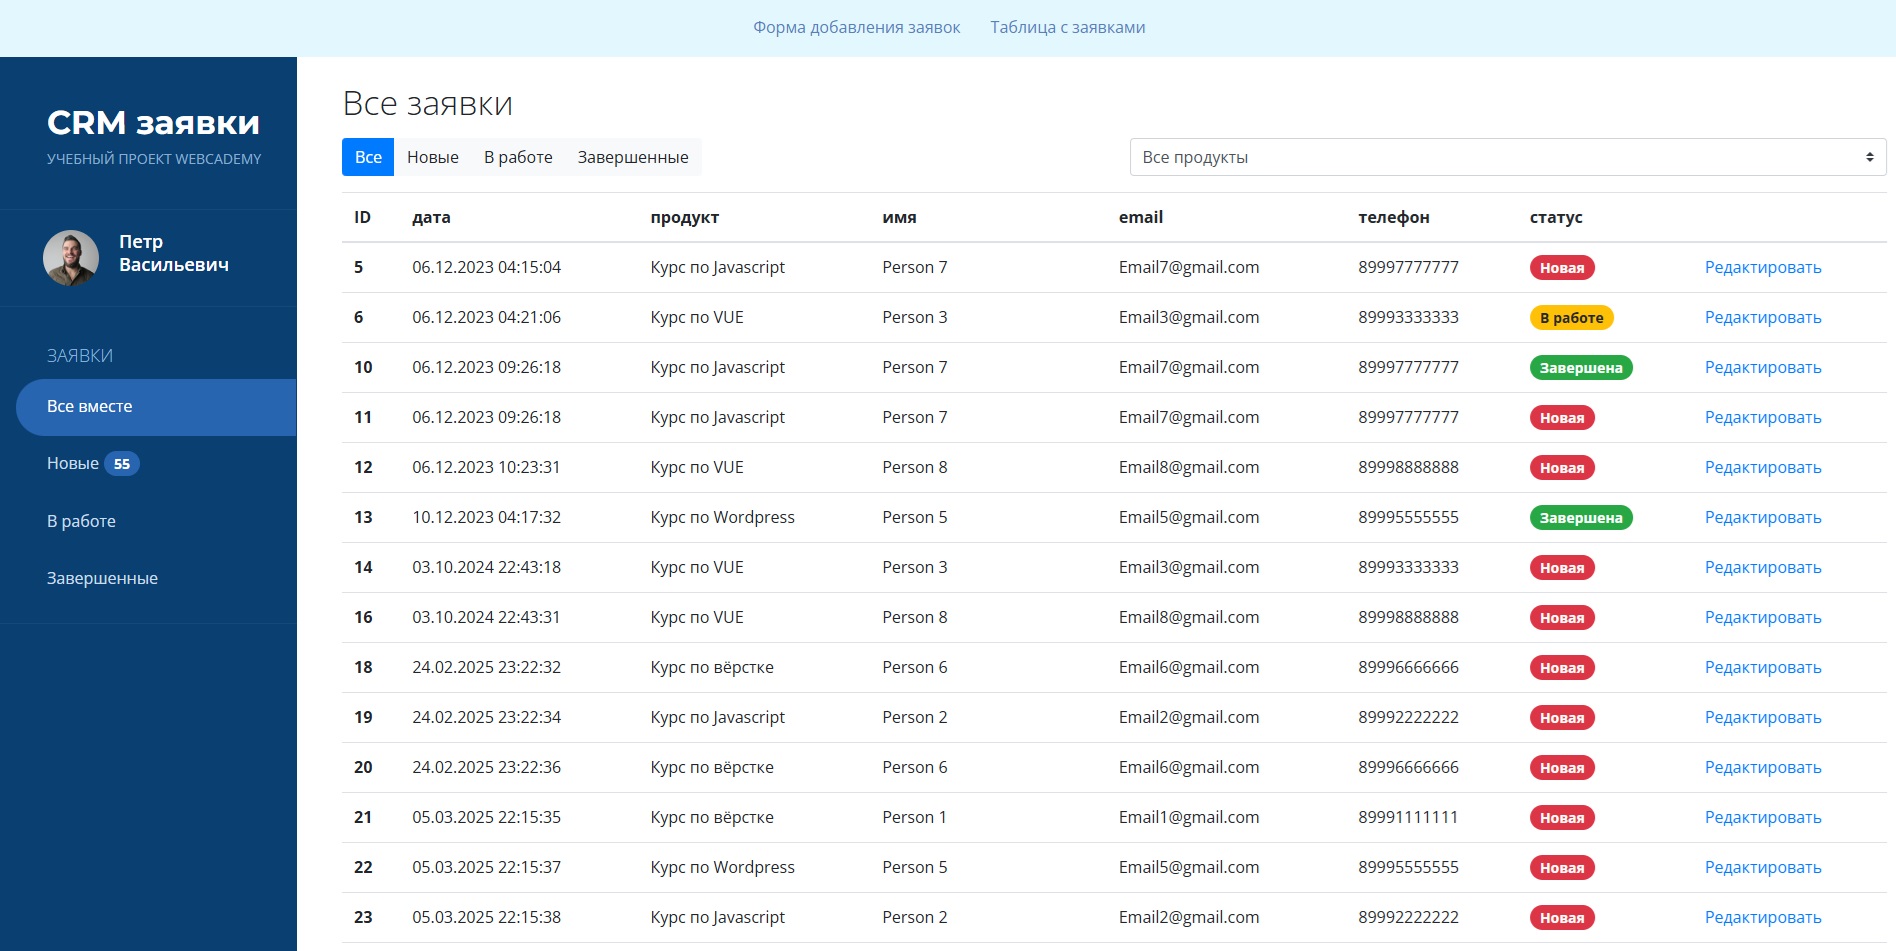 Форма добавления заявок Таблица с заявками
CRM заявки
УЧЕБНЫЙ ПРОЕКТ WEBCADEMY
Петр
Васильевич
ЗАЯВКИ
Все вместе
Новые 55
В работе
Завершенные
Все заявки
Все Новые В работе Завершенные Все продукты
ID дата продукт имя email телефон статус
5 06.12.2023 04:15:04 Курс по Javascript Person 7 Email7@gmail.com 89997777777 Новая Редактировать
6 06.12.2023 04:21:06 Курс по VUE Person 3 Email3@gmail.com 89993333333 В работе Редактировать
10 06.12.2023 09:26:18 Курс по Javascript Person 7 Email7@gmail.com 89997777777 Завершена Редактировать
11 06.12.2023 09:26:18 Курс по Javascript Person 7 Email7@gmail.com 89997777777 Новая Редактировать
12 06.12.2023 10:23:31 Курс по VUE Person 8 Email8@gmail.com 89998888888 Новая Редактировать
13 10.12.2023 04:17:32 Курс по Wordpress Person 5 Email5@gmail.com 89995555555 Завершена Редактировать
14 03.10.2024 22:43:18 Курс по VUE Person 3 Email3@gmail.com 89993333333 Новая Редактировать
16 03.10.2024 22:43:31 Курс по VUE Person 8 Email8@gmail.com 89998888888 Новая Редактировать
18 24.02.2025 23:22:32 Курс по вёрстке Person 6 Email6@gmail.com 89996666666 Новая Редактировать
19 24.02.2025 23:22:34 Курс по Javascript Person 2 Email2@gmail.com 89992222222 Новая Редактировать
20 24.02.2025 23:22:36 Курс по вёрстке Person 6 Email6@gmail.com 89996666666 Новая Редактировать
21 05.03.2025 22:15:35 Курс по вёрстке Person 1 Email1@gmail.com 89991111111 Новая Редактировать
22 05.03.2025 22:15:37 Курс по Wordpress Person 5 Email5@gmail.com 89995555555 Новая Редактировать
23 05.03.2025 22:15:38 Курс по Javascript Person 2 Email2@gmail.com 89992222222 Новая Редактировать